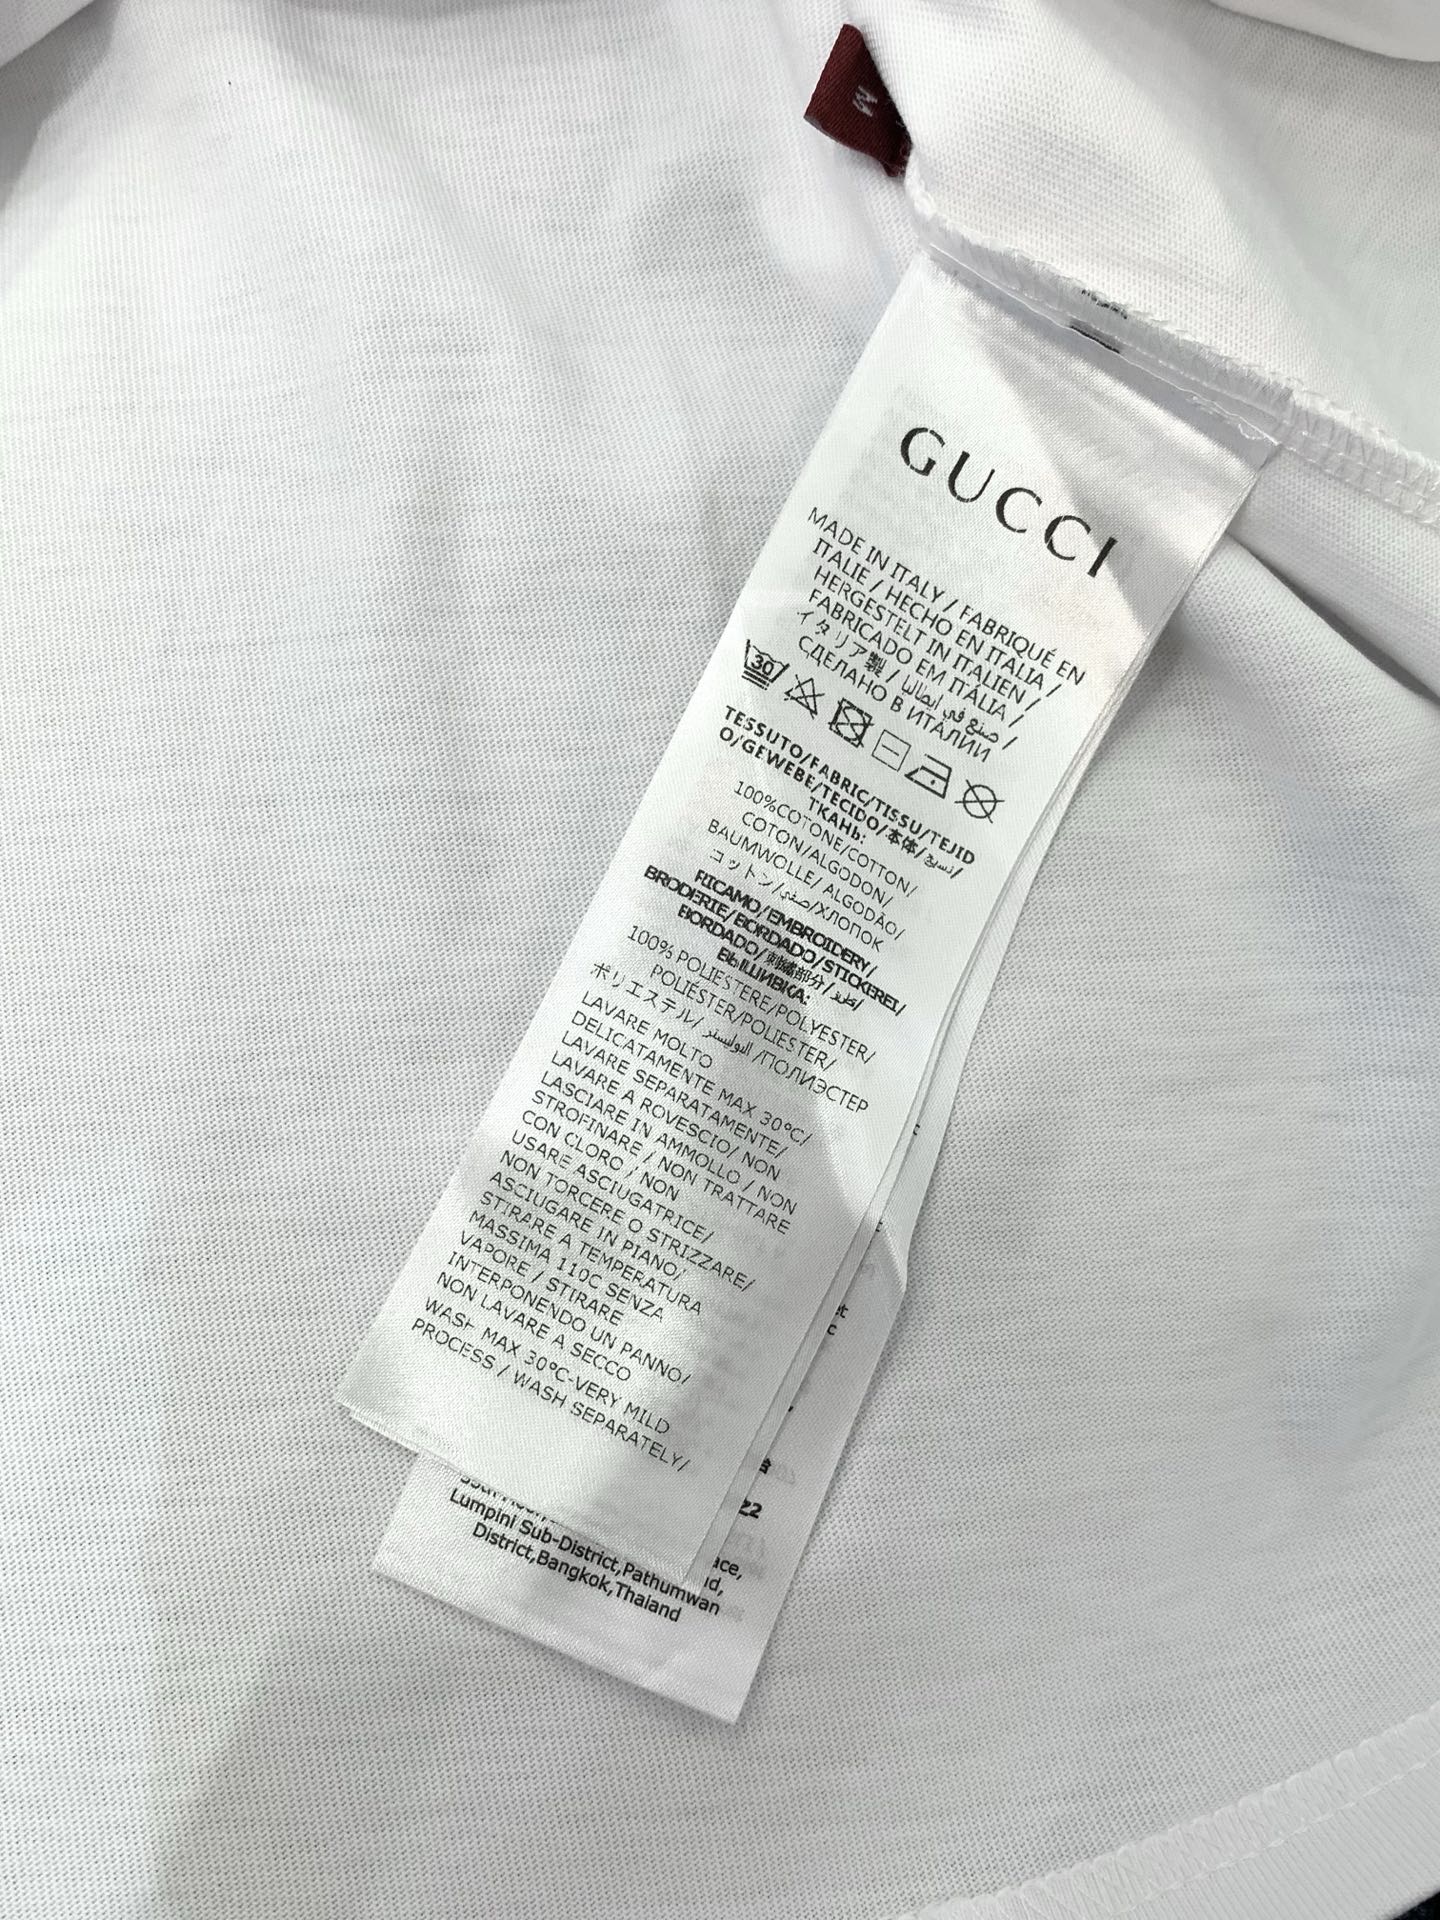 M
GUCCI
MADE IN ITALY / FABRIQUÉ EN
ITALIE / HECHO EN ITALIA /
HERGESTELT IN ITALIEN /
FABRICADO EM ITÁLIA /
イタリア製 / صنع في ايطاليا /
СДЕЛАНО В ИТАЛИИ
30
TESSUTO/FABRIC/TISSU/TEJID
O/GEWEBE/TECIDO/本体/نسيج/
ТКАНЬ:
100%COTONE/COTTON/
COTON/ALGODON/
BAUMWOLLE/ ALGODÃO/
コットン/صفي/ХЛОПОК
RICAMO/EMBROIDERY/
BRODERIE/BORDADO/STICKEREI/
BORDADO/刺繍部分/
ВЫШИВКА:
100% POLIESTERE/POLYESTER/
POLIÉSTER/POLIESTER/
ポリエステル/ البوليستر /ПОЛИЭСТЕР
LAVARE MOLTO
DELICATAMENTE MAX 30°C/
LAVARE SEPARATAMENTE/
LAVARE A ROVESCIO/ NON
LASCIARE IN AMMOLLO / NON
STROFINARE / NON TRATTARE
CON CLORO / NON
USARE ASCIUGATRICE/
NON TORCERE O STRIZZARE/
ASCIUGARE IN PIANO/
STIRARE A TEMPERATURA
MASSIMA 110C SENZA
VAPORE / STIRARE
INTERPONENDO UN PANNO/
NON LAVARE A SECCO
WASH MAX 30°C-VERY MILD
PROCESS / WASH SEPARATELY/
Lumpini Sub-District,Pathumwan
District,Bangkok,Thaiand